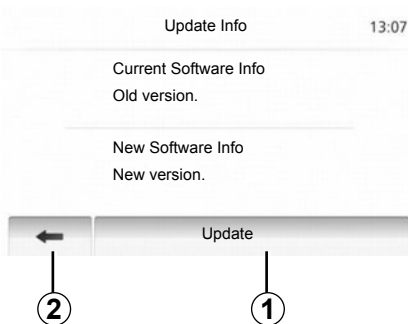 Update Info 13:07
Current Software Info
Old version.
New Software Info
New version.
Update
2 1